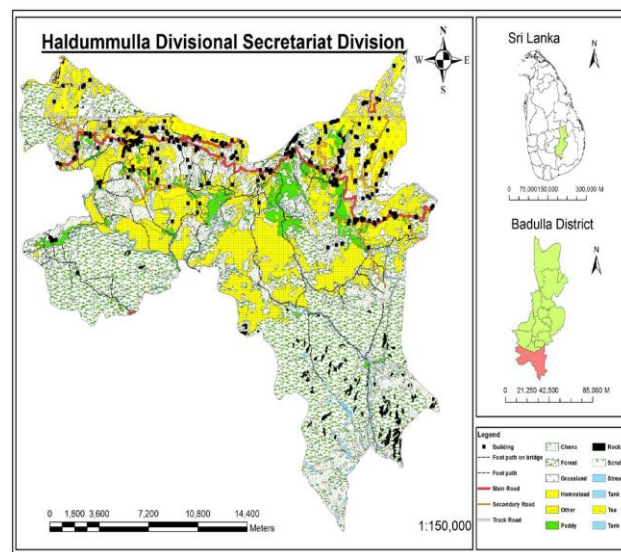 Haldummulla Divisional Secretariat Division
N
W E
S
0 1,800 3,600 7,200 10,800 14,400
Meters
1:150,000
Sri Lanka
N
0 75,000 150,000 300,000 M
Badulla District
N
0 21,250 42,500 85,000 M
Legend
Building
Foot path on bridge
Foot path
Main Road
Secondary Road
Track Road
Chena
Forest
Grassland
Homestead
Other
Paddy
Rock
Scrub
Strea
Tank
Tea
Tank